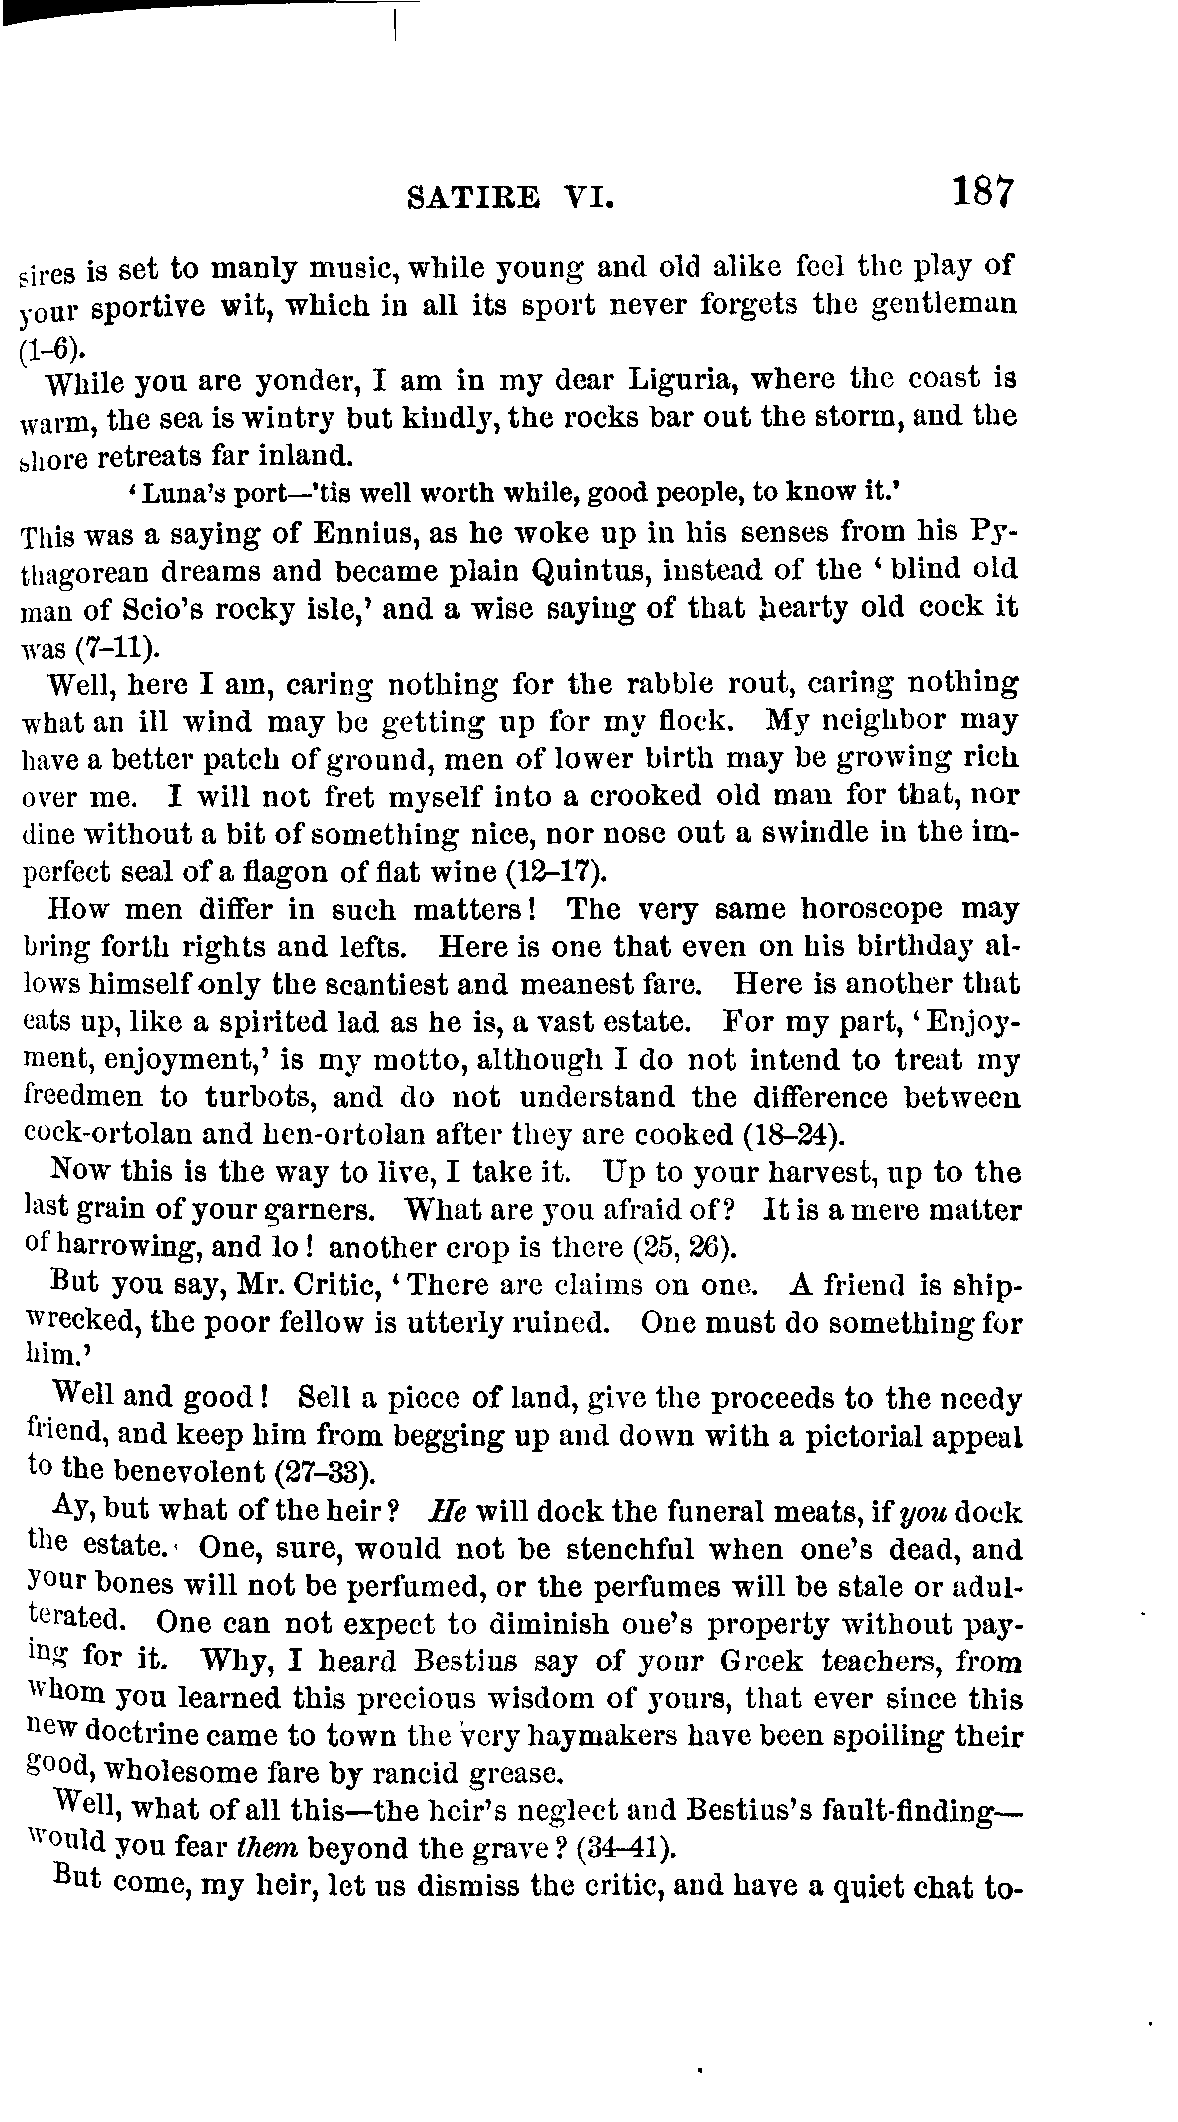 SATIRE VI. 187
sires is set to manly music, while young and old alike feel the play of
your sportive wit, which in all its sport never forgets the gentleman
(1–6).
While you are yonder, I am in my dear Liguria, where the coast is
warm, the sea is wintry but kindly, the rocks bar out the storm, and the
shore retreats far inland.
‘Luna’s port—’tis well worth while, good people, to know it.’
This was a saying of Ennius, as he woke up in his senses from his Py-
thagorean dreams and became plain Quintus, instead of the ‘blind old
man of Scio’s rocky isle,’ and a wise saying of that hearty old cock it
was (7–11).
Well, here I am, caring nothing for the rabble rout, caring nothing
what an ill wind may be getting up for my flock. My neighbor may
have a better patch of ground, men of lower birth may be growing rich
over me. I will not fret myself into a crooked old man for that, nor
dine without a bit of something nice, nor nose out a swindle in the im-
perfect seal of a flagon of flat wine (12–17).
How men differ in such matters! The very same horoscope may
bring forth rights and lefts. Here is one that even on his birthday al-
lows himself only the scantiest and meanest fare. Here is another that
eats up, like a spirited lad as he is, a vast estate. For my part, ‘Enjoy-
ment, enjoyment,’ is my motto, although I do not intend to treat my
freedmen to turbots, and do not understand the difference between
cock-ortolan and hen-ortolan after they are cooked (18–24).
Now this is the way to live, I take it. Up to your harvest, up to the
last grain of your garners. What are you afraid of? It is a mere matter
of harrowing, and lo! another crop is there (25, 26).
But you say, Mr. Critic, ‘There are claims on one. A friend is ship-
wrecked, the poor fellow is utterly ruined. One must do something for
him.’
Well and good! Sell a piece of land, give the proceeds to the needy
friend, and keep him from begging up and down with a pictorial appeal
to the benevolent (27–33).
Ay, but what of the heir? He will dock the funeral meats, if you dock
the estate. One, sure, would not be stenchful when one’s dead, and
your bones will not be perfumed, or the perfumes will be stale or adul-
terated. One can not expect to diminish one’s property without pay-
ing for it. Why, I heard Bestius say of your Greek teachers, from
whom you learned this precious wisdom of yours, that ever since this
new doctrine came to town the very haymakers have been spoiling their
good, wholesome fare by rancid grease.
Well, what of all this—the heir’s neglect and Bestius’s fault-finding—
would you fear them beyond the grave? (34–41).
But come, my heir, let us dismiss the critic, and have a quiet chat to-